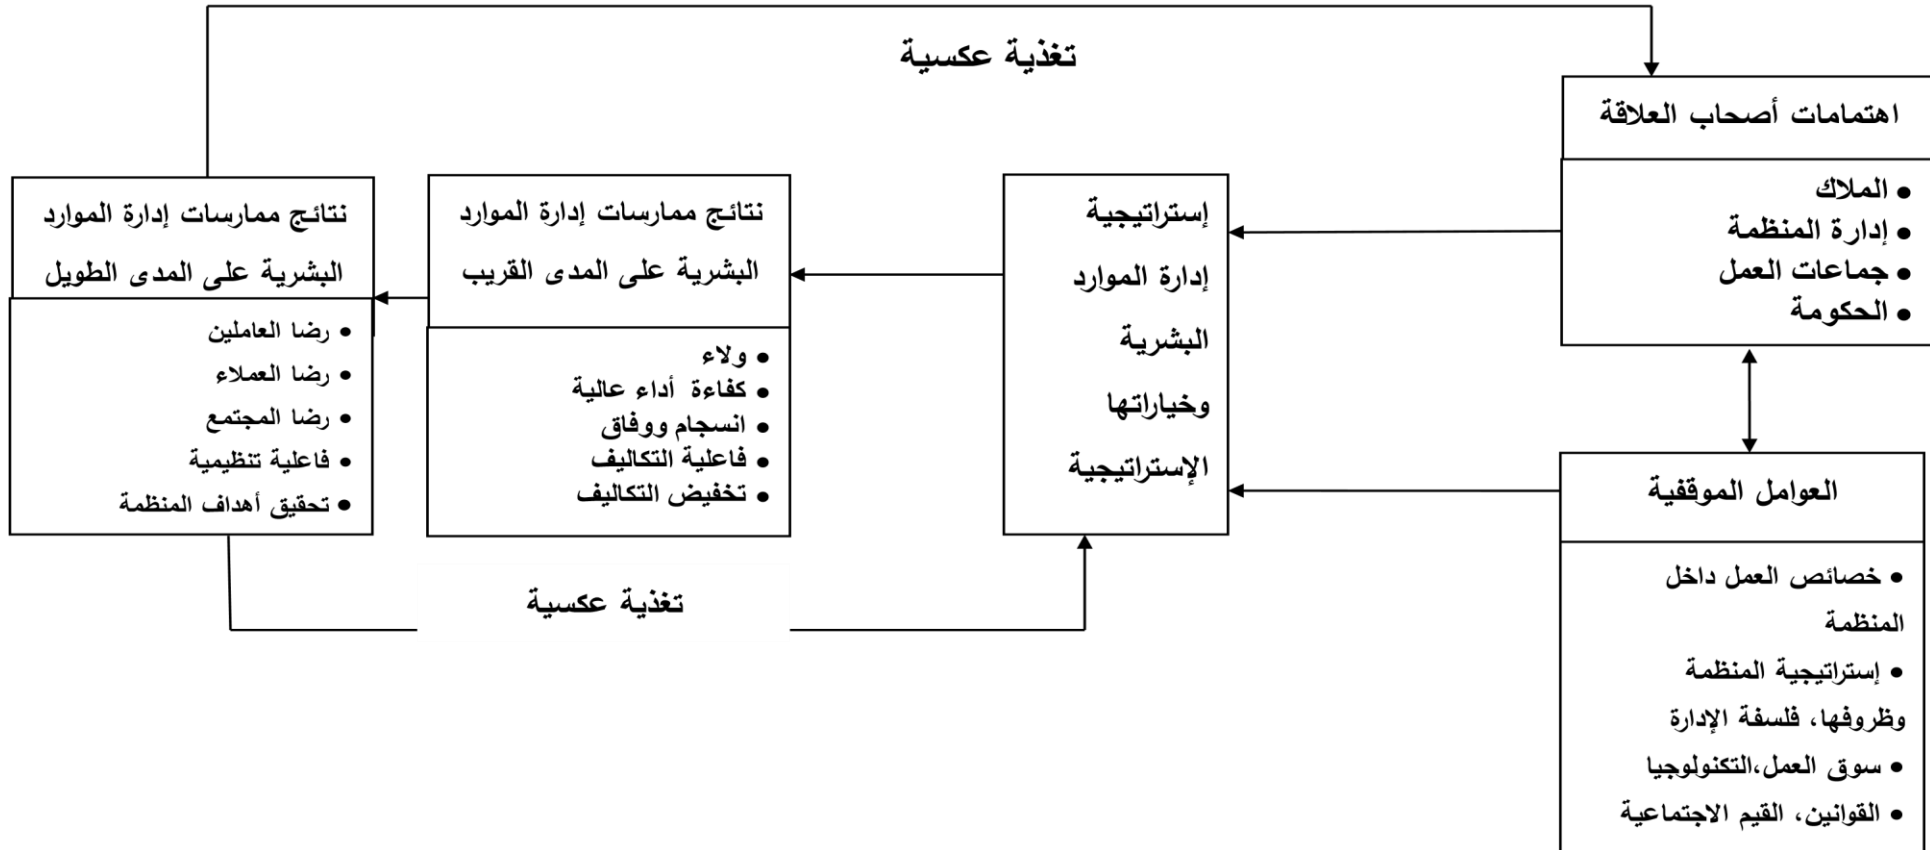 تغذية عكسية
اهتمامات أصحاب العلاقة
• الملاك
• إدارة المنظمة
• جماعات العمل
• الحكومة
العوامل الموقفية
• خصائص العمل داخل
المنظمة
• إستراتيجية المنظمة
وظروفها، فلسفة الإدارة
• سوق العمل،التكنولوجيا
• القوانين، القيم الاجتماعية
إستراتيجية
إدارة الموارد
البشرية
وخياراتها
الإستراتيجية
نتائج ممارسات إدارة الموارد
البشرية على المدى القريب
• ولاء
• كفاءة أداء عالية
• انسجام ووفاق
• فاعلية التكاليف
• تخفيض التكاليف
نتائج ممارسات إدارة الموارد
البشرية على المدى الطويل
• رضا العاملين
• رضا العملاء
• رضا المجتمع
• فاعلية تنظيمية
• تحقيق أهداف المنظمة
تغذية عكسية